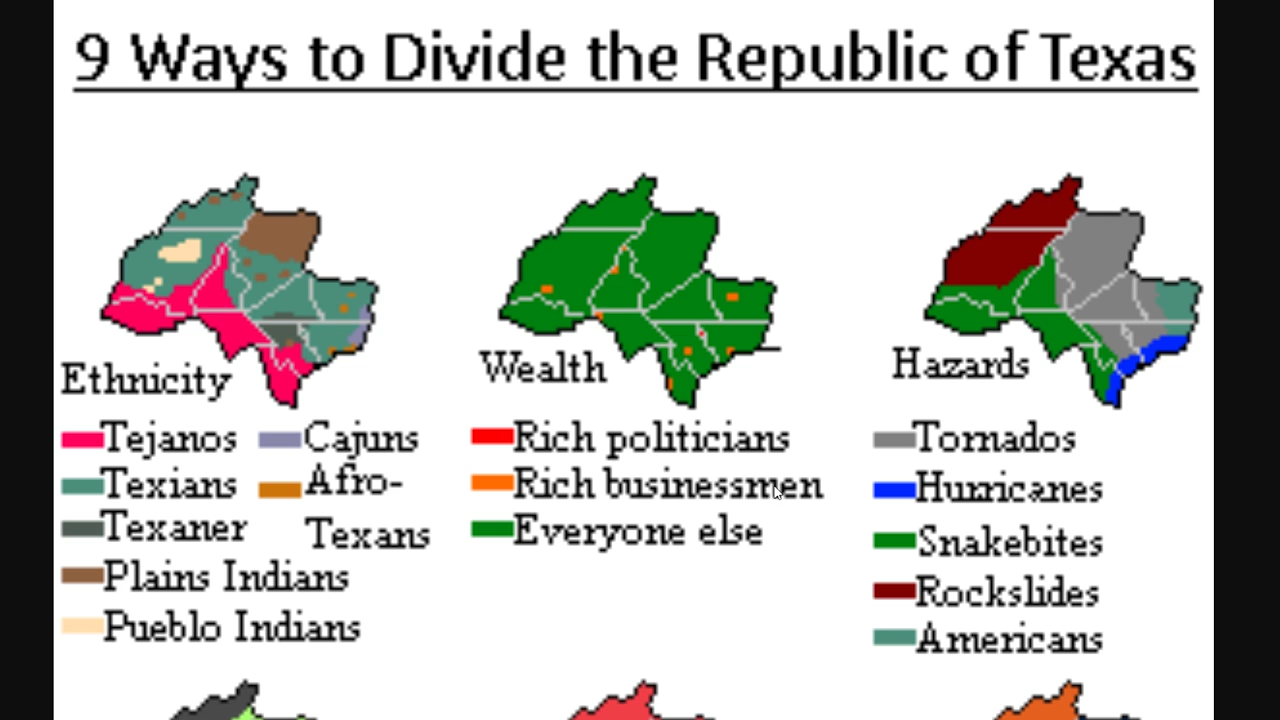 9 Ways to Divide the Republic of Texas
Ethnicity
Tejanos
Cajuns
Texians
Afro-
Texans
Texaner
Plains Indians
Pueblo Indians
Wealth
Rich politicians
Rich businessmen
Everyone else
Hazards
Tornados
Hurricanes
Snakebites
Rockslides
Americans